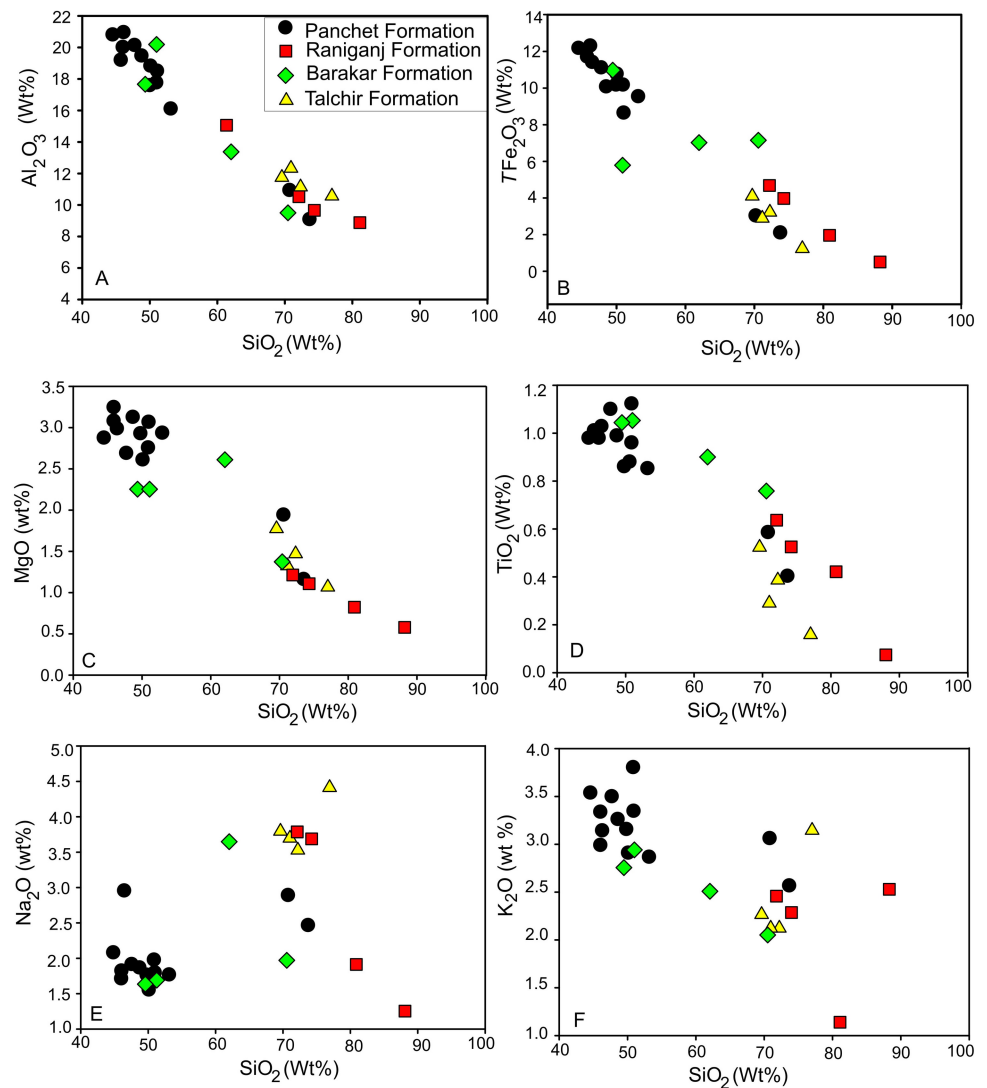 22
20
18
16
14
12
10
8
6
4
Al2O3 (Wt%)
Panchet Formation
Raniganj Formation
Barakar Formation
Talchir Formation
A
40 50 60 70 80 90 100
SiO2 (Wt%)
14
12
10
8
6
4
2
0
TFe2O3 (Wt%)
B
40 50 60 70 80 90 100
SiO2 (Wt%)
3.5
3.0
2.5
2.0
1.5
1.0
0.5
0.0
MgO (wt%)
C
40 50 60 70 80 90 100
SiO2 (Wt%)
1.2
1.0
0.8
0.6
0.4
0.2
0.0
TiO2 (Wt%)
D
40 50 60 70 80 90 100
SiO2 (Wt%)
5.0
4.5
4.0
3.5
3.0
2.5
2.0
1.5
1.0
Na2O (wt%)
E
40 50 60 70 80 90 100
SiO2 (Wt%)
4.0
3.5
3.0
2.5
2.0
1.5
1.0
K2O (wt %)
F
40 50 60 70 80 90 100
SiO2 (Wt%)